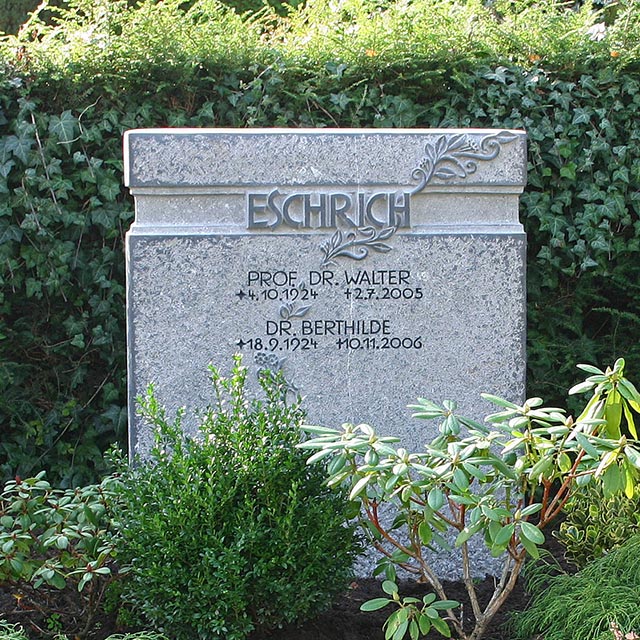 ESCHRICH
PROF. DR. WALTER
*4.10.1924 †2.7.2005
DR. BERTHILDE
*18.9.1924 †10.11.2006